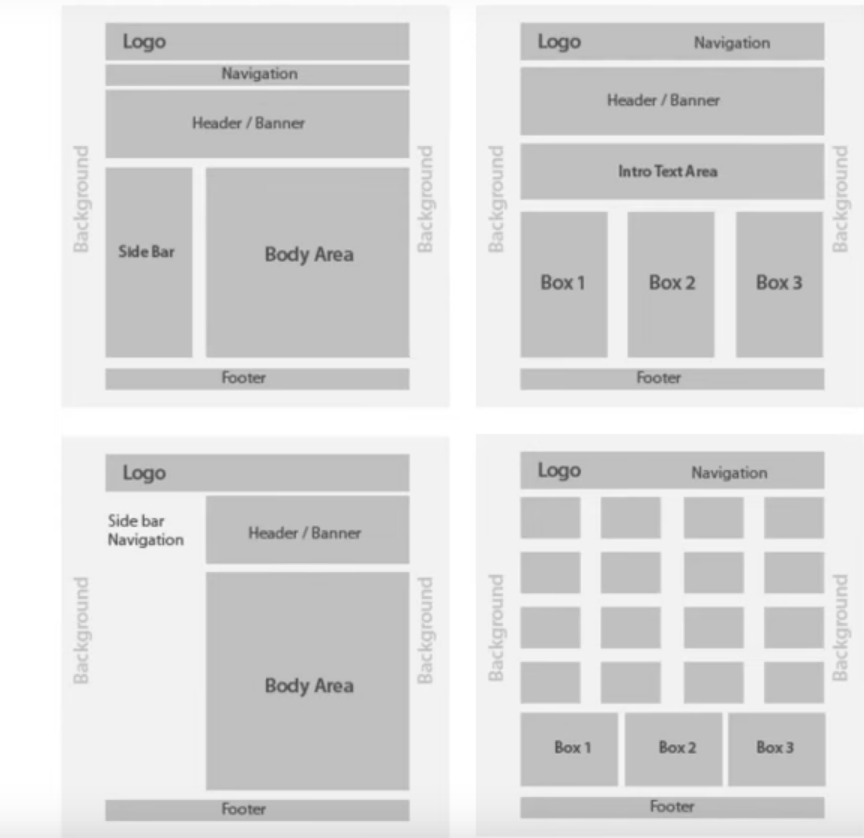 Logo
Navigation
Header / Banner
Background
Side Bar
Body Area
Background
Footer
Logo
Navigation
Header / Banner
Intro Text Area
Background
Box 1
Box 2
Box 3
Background
Footer
Logo
Side bar
Navigation
Header / Banner
Background
Body Area
Background
Footer
Logo
Navigation
Background
Background
Box 1
Box 2
Box 3
Footer